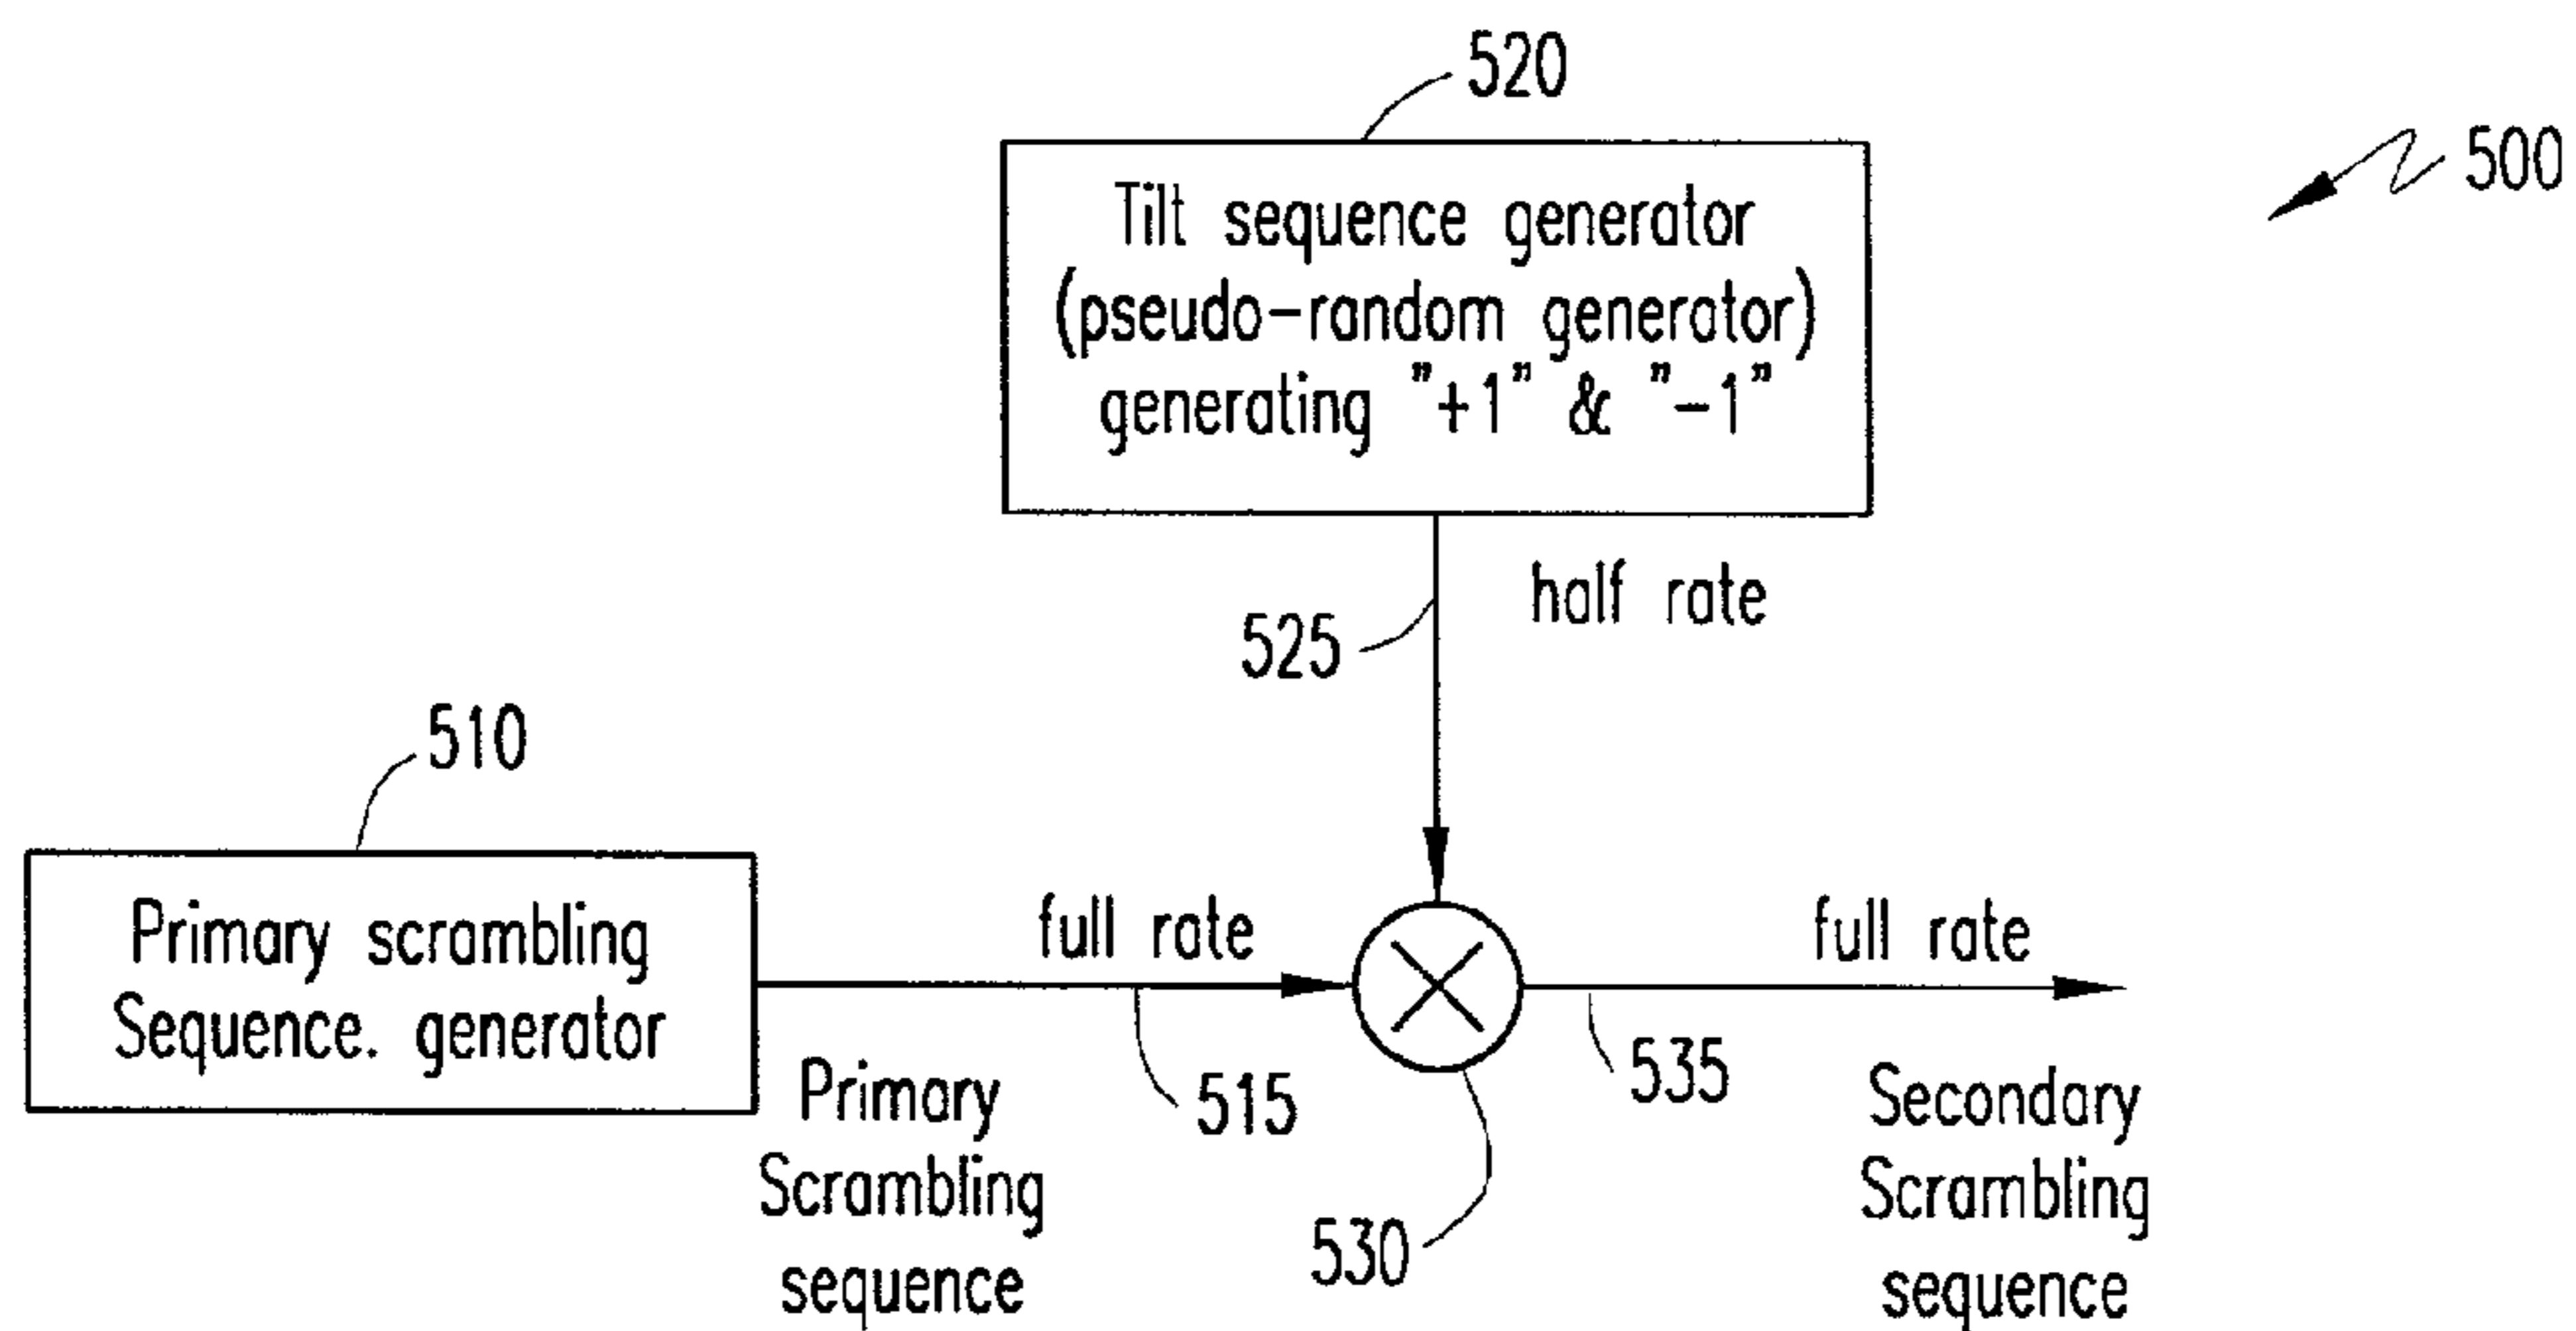 520
500
Tilt sequence generator
(pseudo-random generator)
generating "+1" & "-1"
half rate
525
510
Primary scrambling
Sequence. generator
full rate
full rate
515
535
Primary
Scrambling
sequence
530
Secondary
Scrambling
sequence